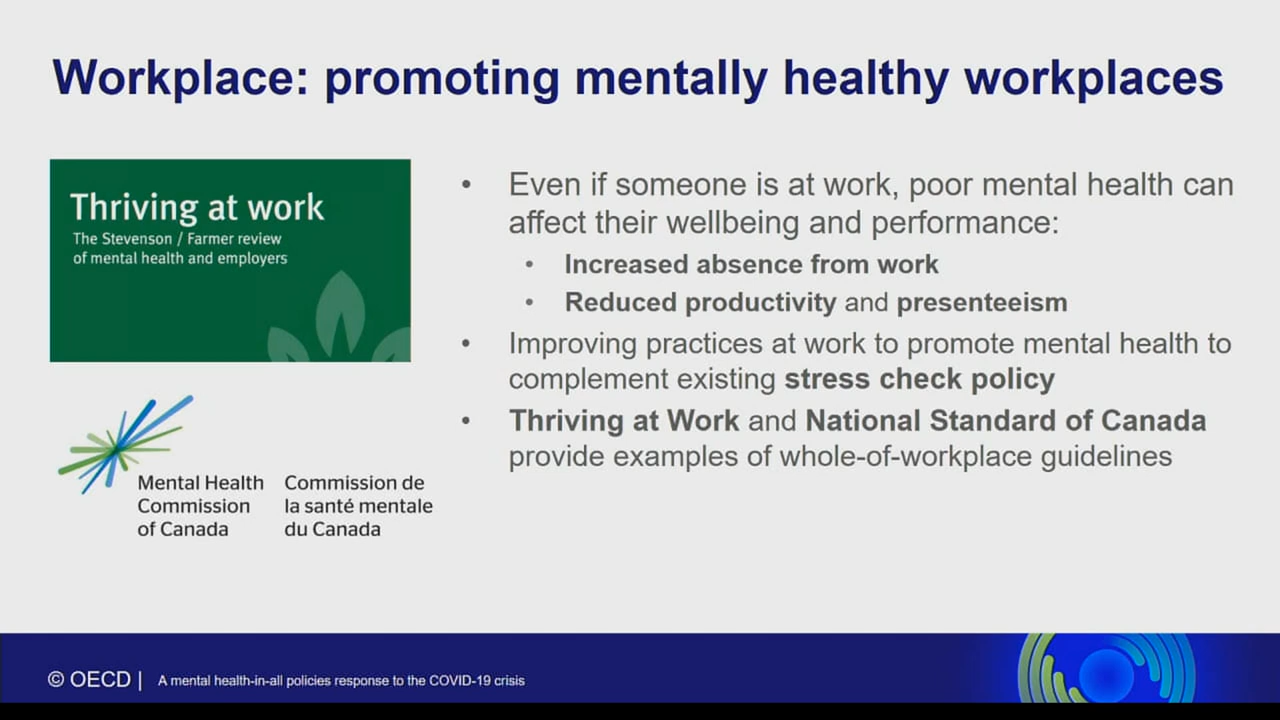 Workplace: promoting mentally healthy workplaces
Thriving at work
The Stevenson / Farmer review
of mental health and employers
Mental Health
Commission
of Canada
Commission de
la santé mentale
du Canada
• Even if someone is at work, poor mental health can
affect their wellbeing and performance:
• Increased absence from work
• Reduced productivity and presenteeism
• Improving practices at work to promote mental health to
complement existing stress check policy
• Thriving at Work and National Standard of Canada
provide examples of whole-of-workplace guidelines
© OECD | A mental health-in-all policies response to the COVID-19 crisis